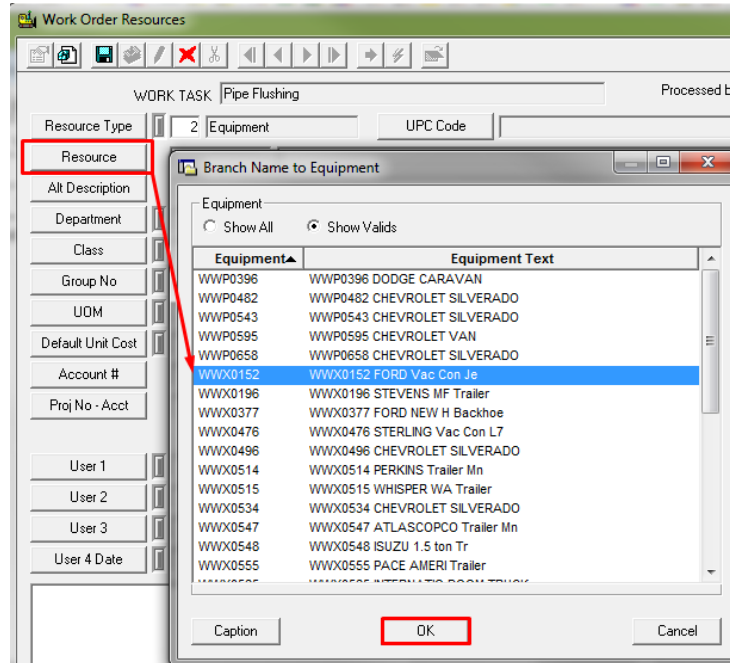 Work Order Resources
WORK TASK Pipe Flushing Processed b
Resource Type 2 Equipment UPC Code
Resource
Alt Description
Department
Class
Group No
UOM
Default Unit Cost
Account #
Proj No - Acct
User 1
User 2
User 3
User 4 Date
Branch Name to Equipment
Equipment
Show All Show Valids
Equipment Equipment Text
WWP0396 WWP0396 DODGE CARAVAN
WWP0482 WWP0482 CHEVROLET SILVERADO
WWP0543 WWP0543 CHEVROLET SILVERADO
WWP0595 WWP0595 CHEVROLET VAN
WWP0658 WWP0658 CHEVROLET SILVERADO
WWX0152 WWX0152 FORD Vac Con Je
WWX0196 WWX0196 STEVENS MF Trailer
WWX0377 WWX0377 FORD NEW H Backhoe
WWX0476 WWX0476 STERLING Vac Con L7
WWX0496 WWX0496 CHEVROLET SILVERADO
WWX0514 WWX0514 PERKINS Trailer Mn
WWX0515 WWX0515 WHISPER WA Trailer
WWX0534 WWX0534 CHEVROLET SILVERADO
WWX0547 WWX0547 ATLASCOPCO Trailer Mn
WWX0548 WWX0548 ISUZU 1.5 ton Tr
WWX0555 WWX0555 PACE AMERI Trailer
Caption OK Cancel